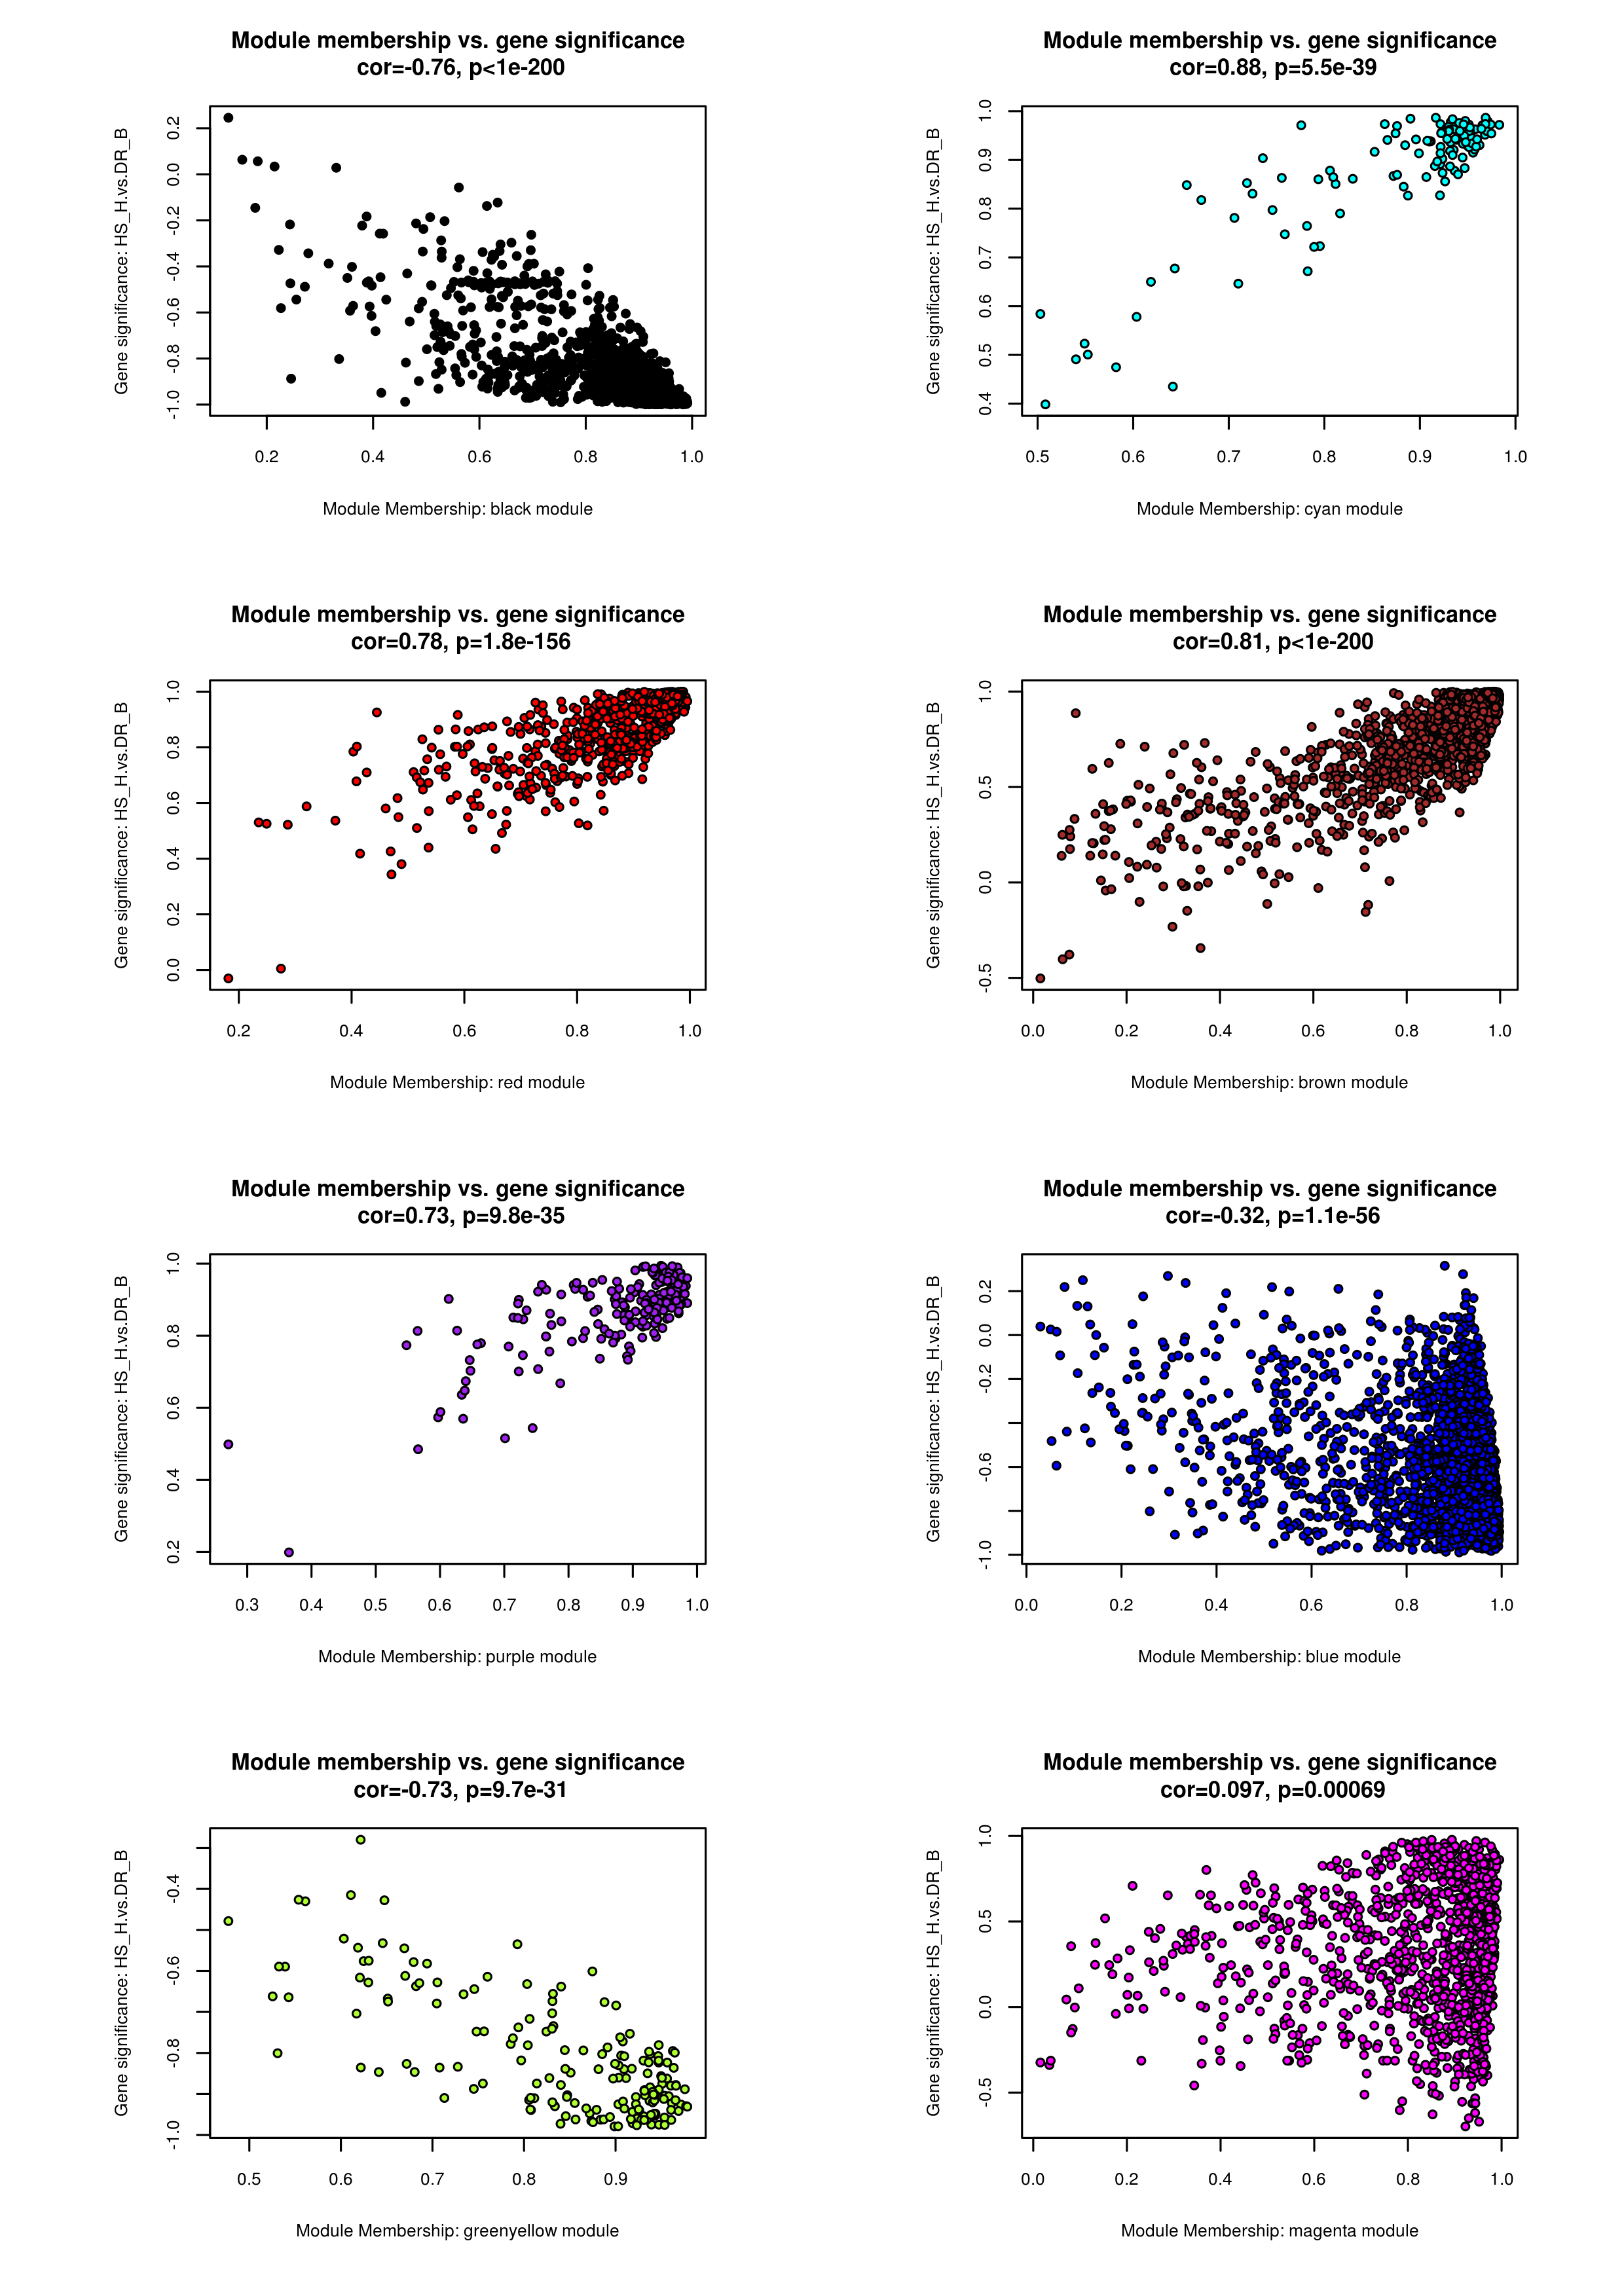 Module membership vs. gene significance
cor=-0.76, p<1e-200
Gene significance: HS_H.vs.DR_B
0.2
0.0
-0.2
-0.4
-0.6
-0.8
-1.0
0.2 0.4 0.6 0.8 1.0
Module Membership: black module
Module membership vs. gene significance
cor=0.88, p=5.5e-39
Gene significance: HS_H.vs.DR_B
1.0
0.9
0.8
0.7
0.6
0.5
0.4
0.5 0.6 0.7 0.8 0.9 1.0
Module Membership: cyan module
Module membership vs. gene significance
cor=0.78, p=1.8e-156
Gene significance: HS_H.vs.DR_B
1.0
0.8
0.6
0.4
0.2
0.0
0.2 0.4 0.6 0.8 1.0
Module Membership: red module
Module membership vs. gene significance
cor=0.81, p<1e-200
Gene significance: HS_H.vs.DR_B
1.0
0.5
0.0
-0.5
0.0 0.2 0.4 0.6 0.8 1.0
Module Membership: brown module
Module membership vs. gene significance
cor=0.73, p=9.8e-35
Gene significance: HS_H.vs.DR_B
1.0
0.8
0.6
0.4
0.2
0.3 0.4 0.5 0.6 0.7 0.8 0.9 1.0
Module Membership: purple module
Module membership vs. gene significance
cor=-0.32, p=1.1e-56
Gene significance: HS_H.vs.DR_B
0.2
0.0
-0.2
-0.6
-1.0
0.0 0.2 0.4 0.6 0.8 1.0
Module Membership: blue module
Module membership vs. gene significance
cor=-0.73, p=9.7e-31
Gene significance: HS_H.vs.DR_B
-0.4
-0.6
-0.8
-1.0
0.5 0.6 0.7 0.8 0.9
Module Membership: greenyellow module
Module membership vs. gene significance
cor=0.097, p=0.00069
Gene significance: HS_H.vs.DR_B
1.0
0.5
0.0
-0.5
0.0 0.2 0.4 0.6 0.8 1.0
Module Membership: magenta module